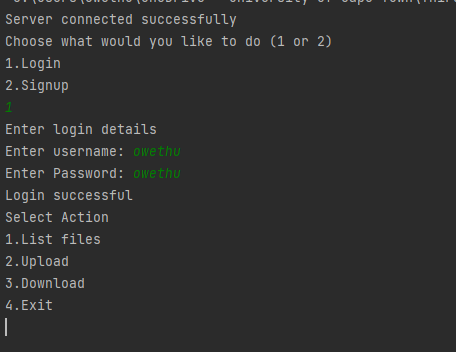 Server connected successfully
Choose what would you like to do (1 or 2)
1.Login
2.Signup
1
Enter login details
Enter username: owethu
Enter Password: owethu
Login successful
Select Action
1.List files
2.Upload
3.Download
4.Exit